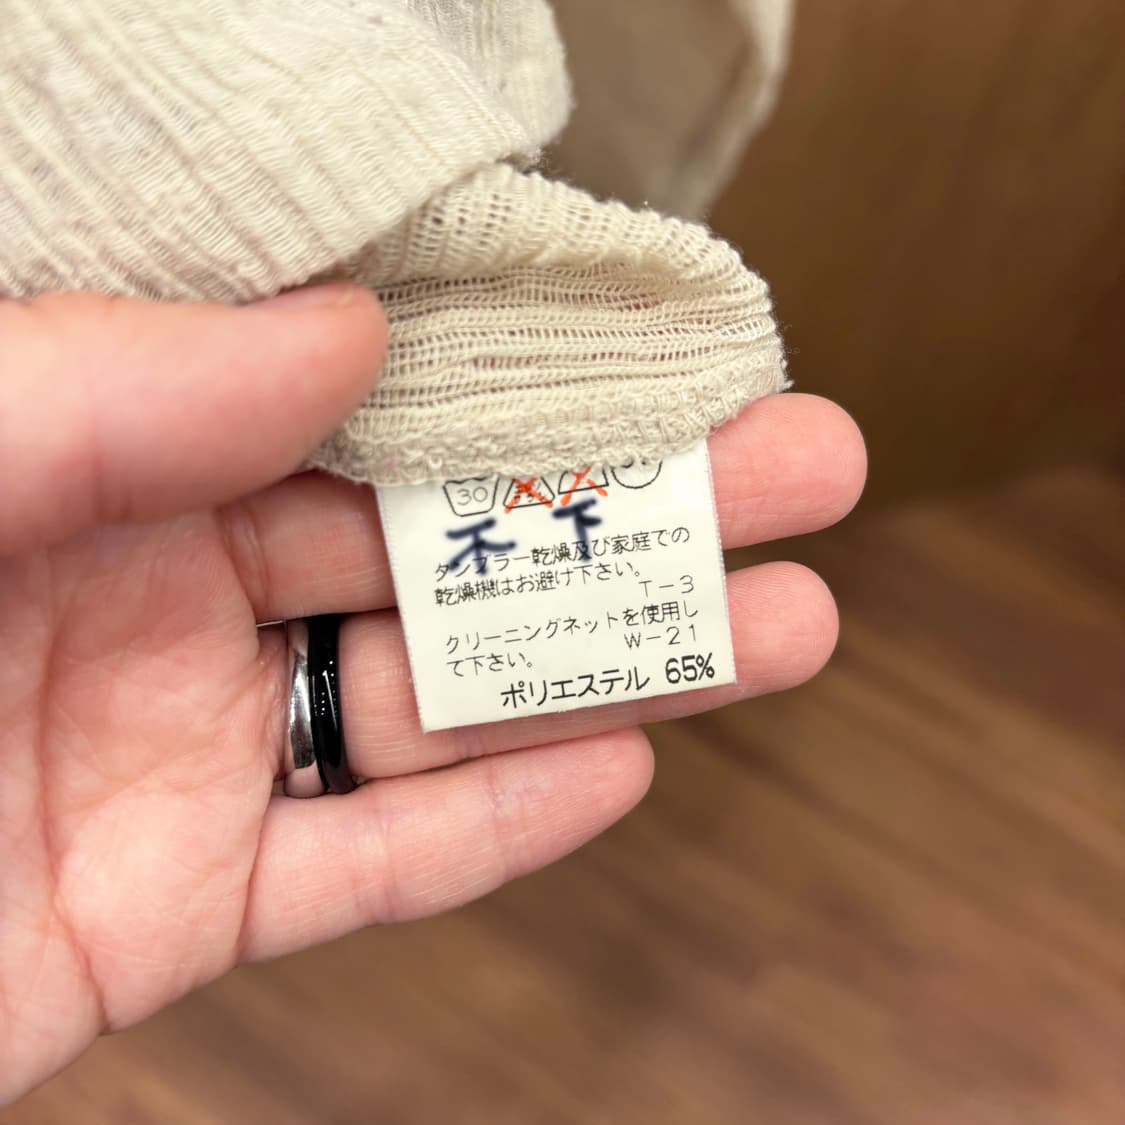 30
不 下
タンブラー乾燥及び家庭での
乾燥機はお避け下さい。
T-3
クリーニングネットを使用し
て下さい。
W-21
ポリエステル 65%